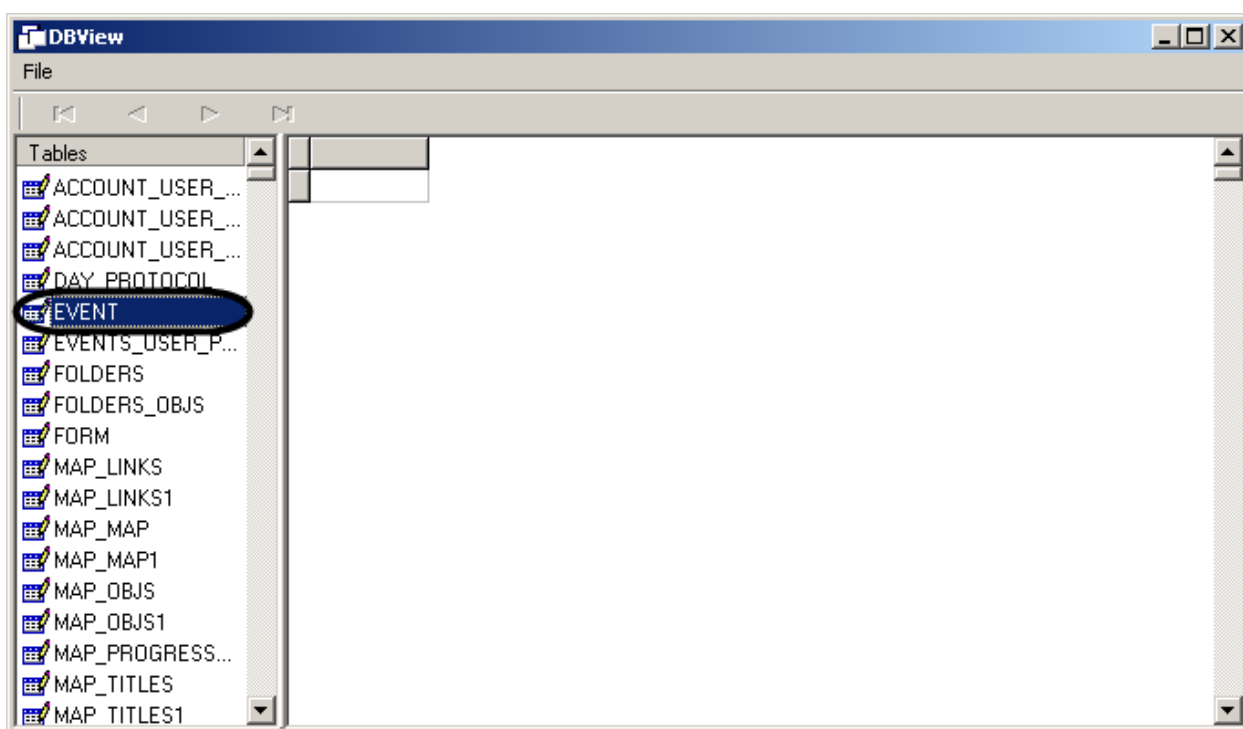 DBView
File
Tables
ACCOUNT_USER_...
ACCOUNT_USER_...
ACCOUNT_USER_...
DAY_PROTOCOL
EVENT
EVENTS_USER_P...
FOLDERS
FOLDERS_OBJS
FORM
MAP_LINKS
MAP_LINKS1
MAP_MAP
MAP_MAP1
MAP_OBJS
MAP_OBJS1
MAP_PROGRESS...
MAP_TITLES
MAP_TITLES1